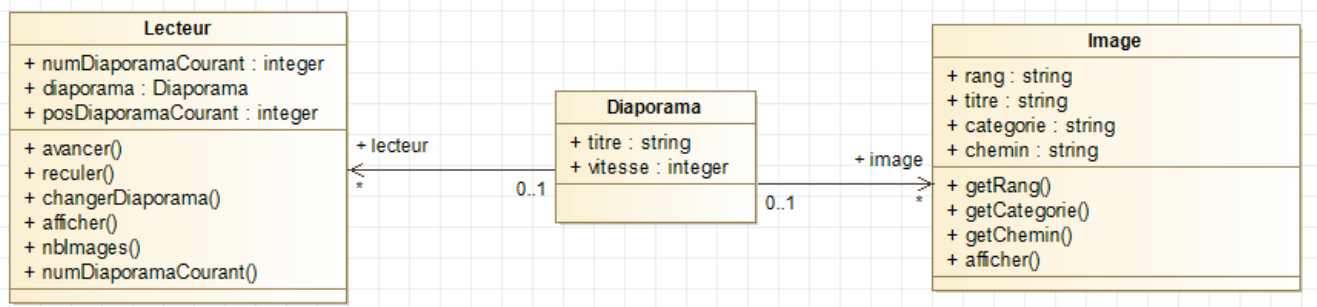 Lecteur
+ numDiaporamaCourant : integer
+ diaporama : Diaporama
+ posDiaporamaCourant : integer
+ avancer()
+ reculer()
+ changerDiaporama()
+ afficher()
+ nbImages()
+ numDiaporamaCourant()
+ lecteur
*
0..1
Diaporama
+ titre : string
+ vitesse : integer
0..1
+ image
*
Image
+ rang : string
+ titre : string
+ categorie : string
+ chemin : string
+ getRang()
+ getCategorie()
+ getChemin()
+ afficher()